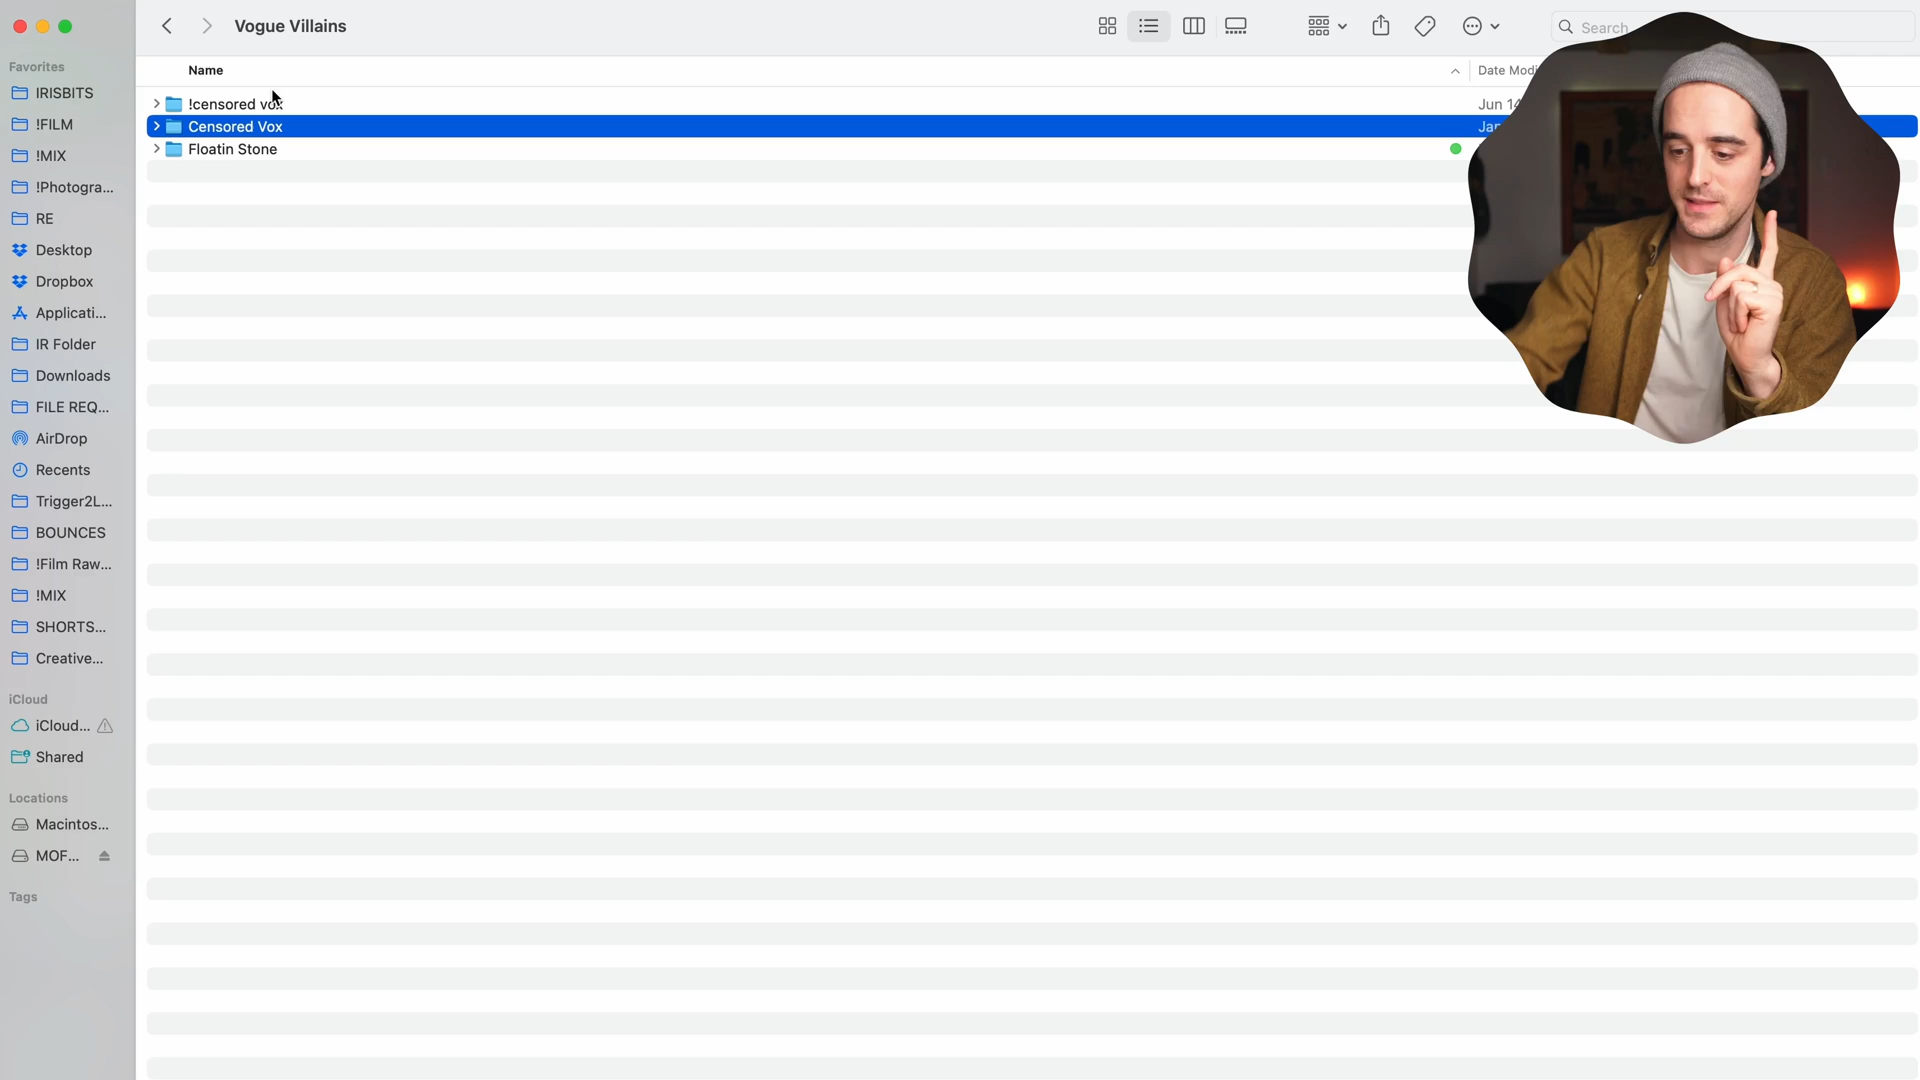 Vogue Villains
Search
Favorites
IRISBITS
!FILM
!MIX
!Photogra...
RE
Desktop
Dropbox
Applicati...
IR Folder
Downloads
FILE REQ...
AirDrop
Recents
Trigger2L...
BOUNCES
!Film Raw...
!MIX
SHORTS...
Creative...
iCloud
iCloud...
Shared
Locations
Macintos...
MOF...
Tags
Name
Date Modi
!censored vox
Jun 14
Censored Vox
Jan
Floatin Stone